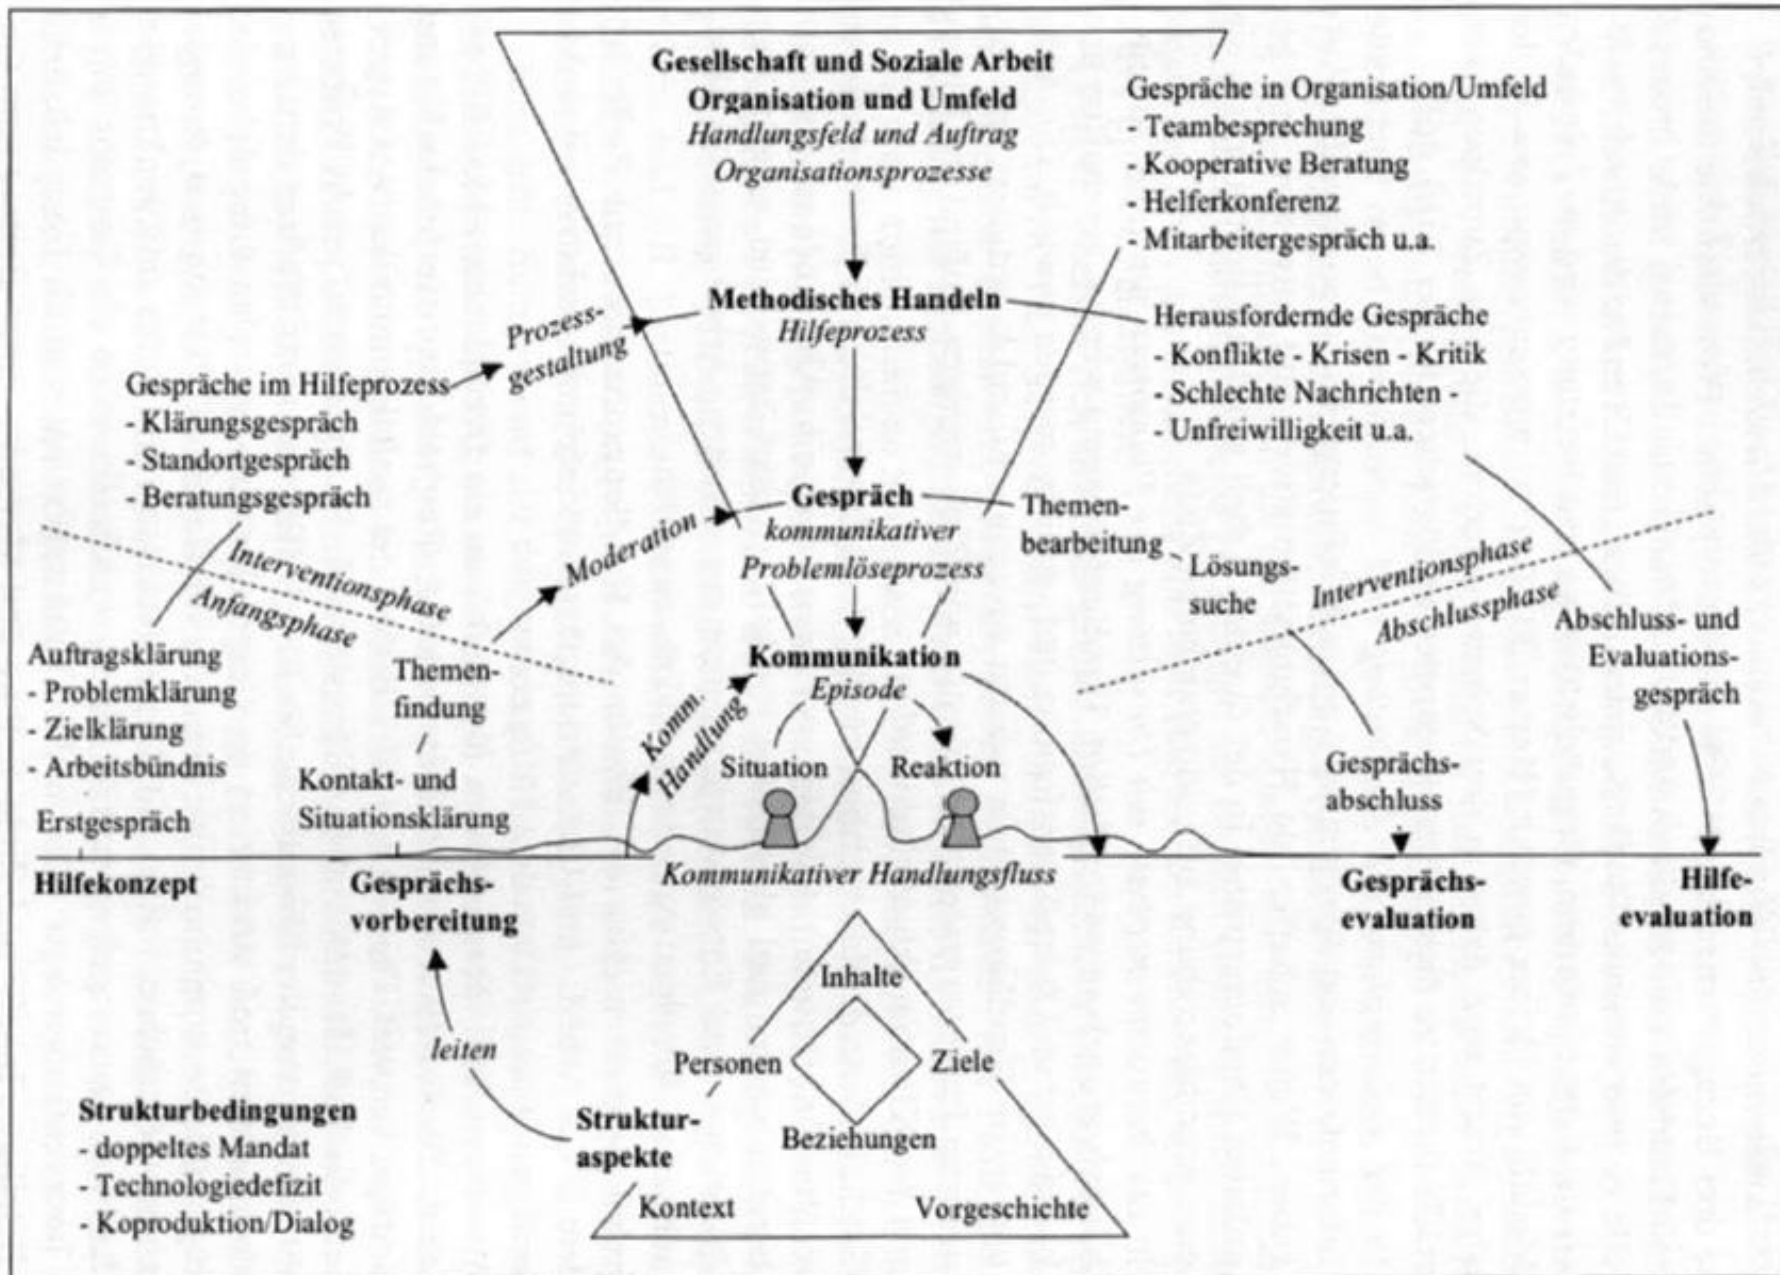 Gesellschaft und Soziale Arbeit
Organisation und Umfeld
Handlungsfeld und Auftrag
Organisationsprozesse
Gespräche in Organisation/Umfeld
- Teambesprechung
- Kooperative Beratung
- Helferkonferenz
- Mitarbeitergespräch u.a.
Methodisches Handeln
Hilfeprozess
Prozess-
gestaltung
Herausfordernde Gespräche
- Konflikte - Krisen - Kritik
- Schlechte Nachrichten -
- Unfreiwilligkeit u.a.
Gespräche im Hilfeprozess
- Klärungsgespräch
- Standortgespräch
- Beratungsgespräch
Gespräch
kommunikativer
Problemlöseprozess
Moderation
Themen-
bearbeitung
Lösungs-
suche
Interventionsphase
Anfangsphase
Interventionsphase
Abschlussphase
Auftragsklärung
- Problemklärung
- Zielklärung
- Arbeitsbündnis
Erstgespräch
Themen-
findung
Kontakt- und
Situationsklärung
Kommunikation
Episode
Komm.
Handlung
Situation
Reaktion
Abschluss- und
Evaluations-
gespräch
Gesprächs-
abschluss
Hilfekonzept
Gesprächs-
vorbereitung
Kommunikativer Handlungsfluss
Gesprächs-
evaluation
Hilfe-
evaluation
Inhalte
Personen
Ziele
Beziehungen
leiten
Struktur-
aspekte
Kontext
Vorgeschichte
Strukturbedingungen
- doppeltes Mandat
- Technologiedefizit
- Koproduktion/Dialog